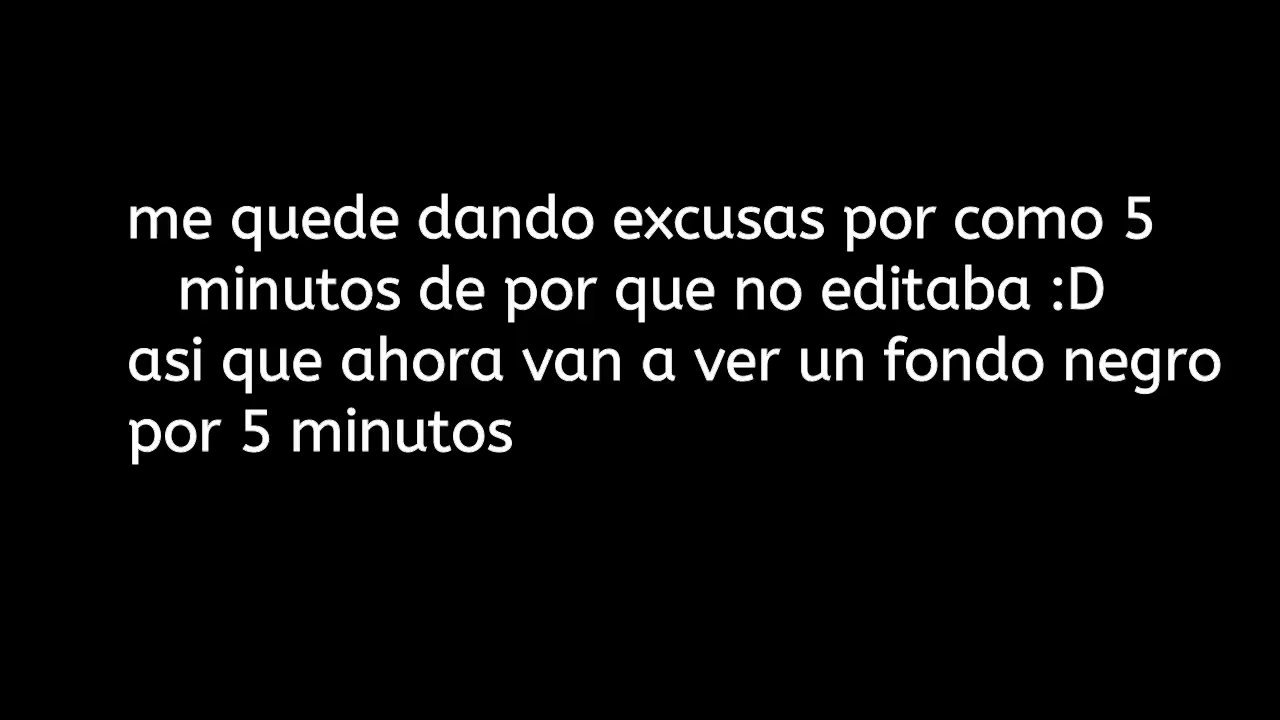 me quede dando excusas por como 5
minutos de por que no editaba :D
asi que ahora van a ver un fondo negro
por 5 minutos